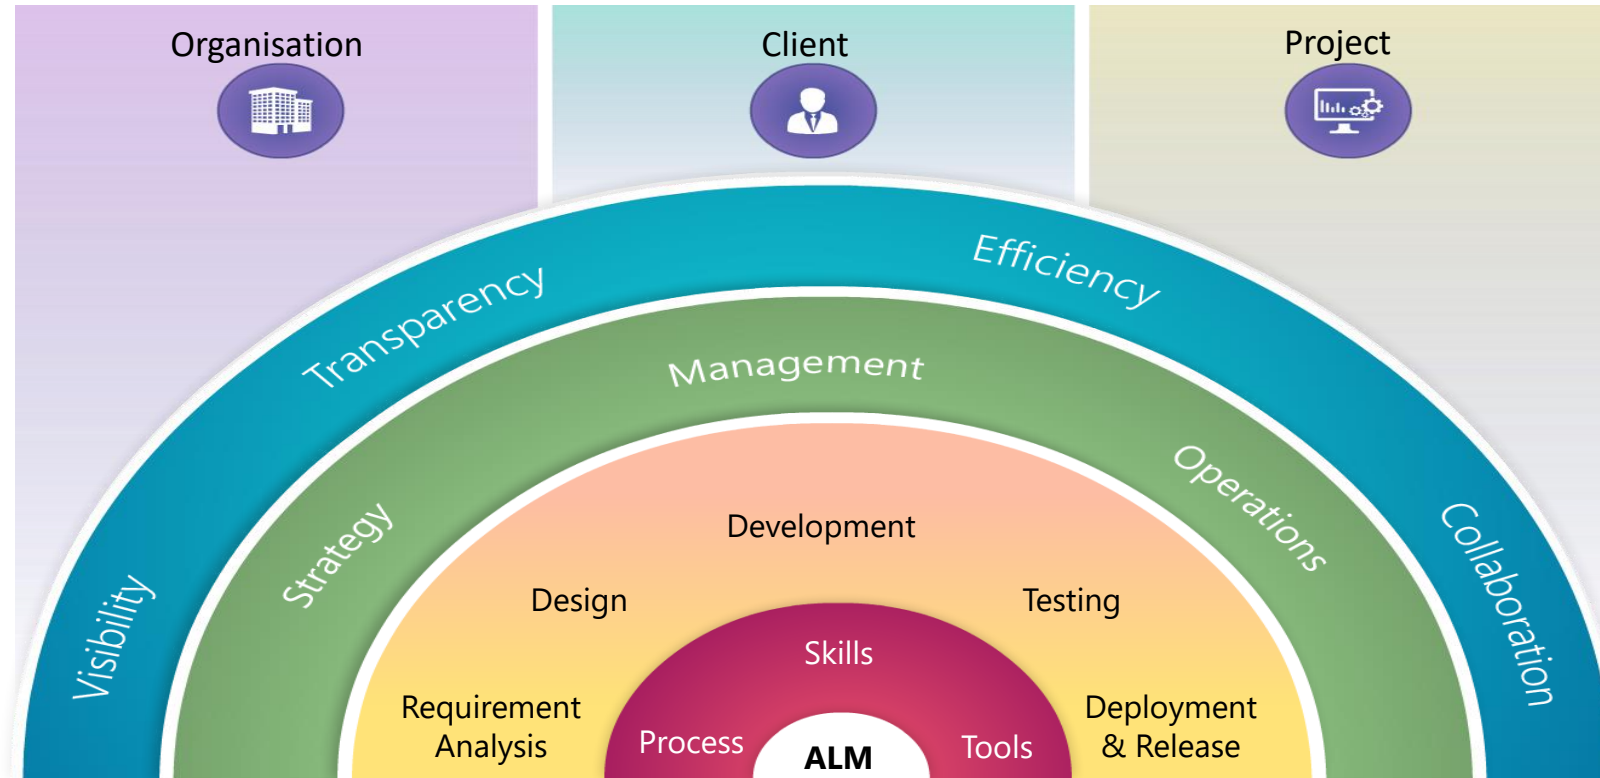 Organisation
Client
Project
Visibility
Transparency
Efficiency
Collaboration
Strategy
Management
Operations
Requirement
Analysis
Design
Development
Testing
Deployment
& Release
Process
Skills
Tools
ALM